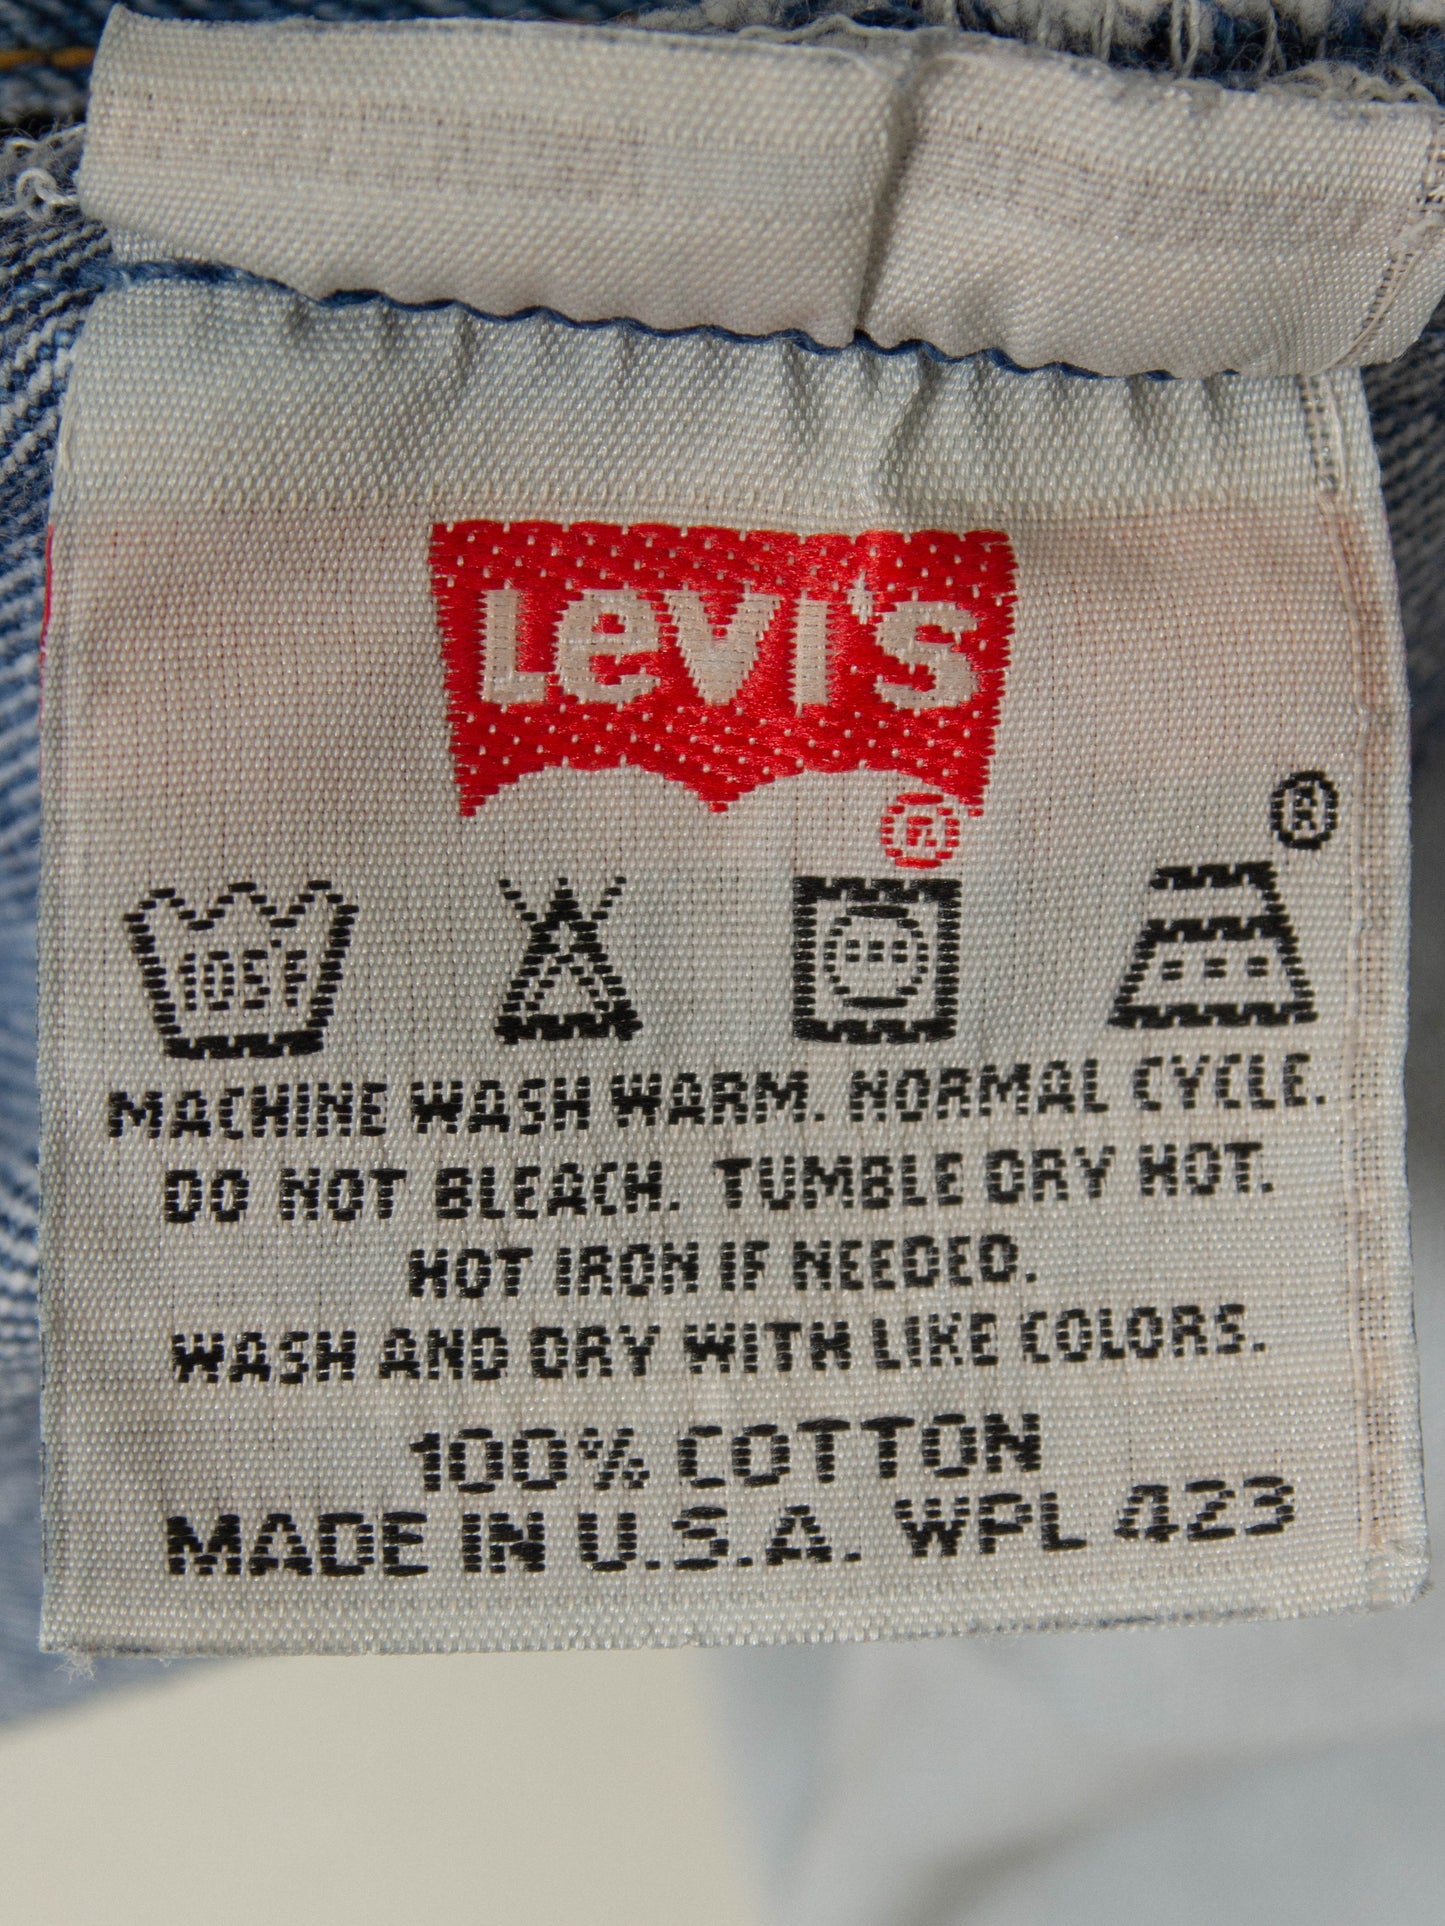 Levi's
®
®
105°F
MACHINE WASH WARM. NORMAL CYCLE.
DO NOT BLEACH. TUMBLE DRY HOT.
HOT IRON IF NEEDED.
WASH AND DRY WITH LIKE COLORS.
100% COTTON
MADE IN U.S.A. WPL 423